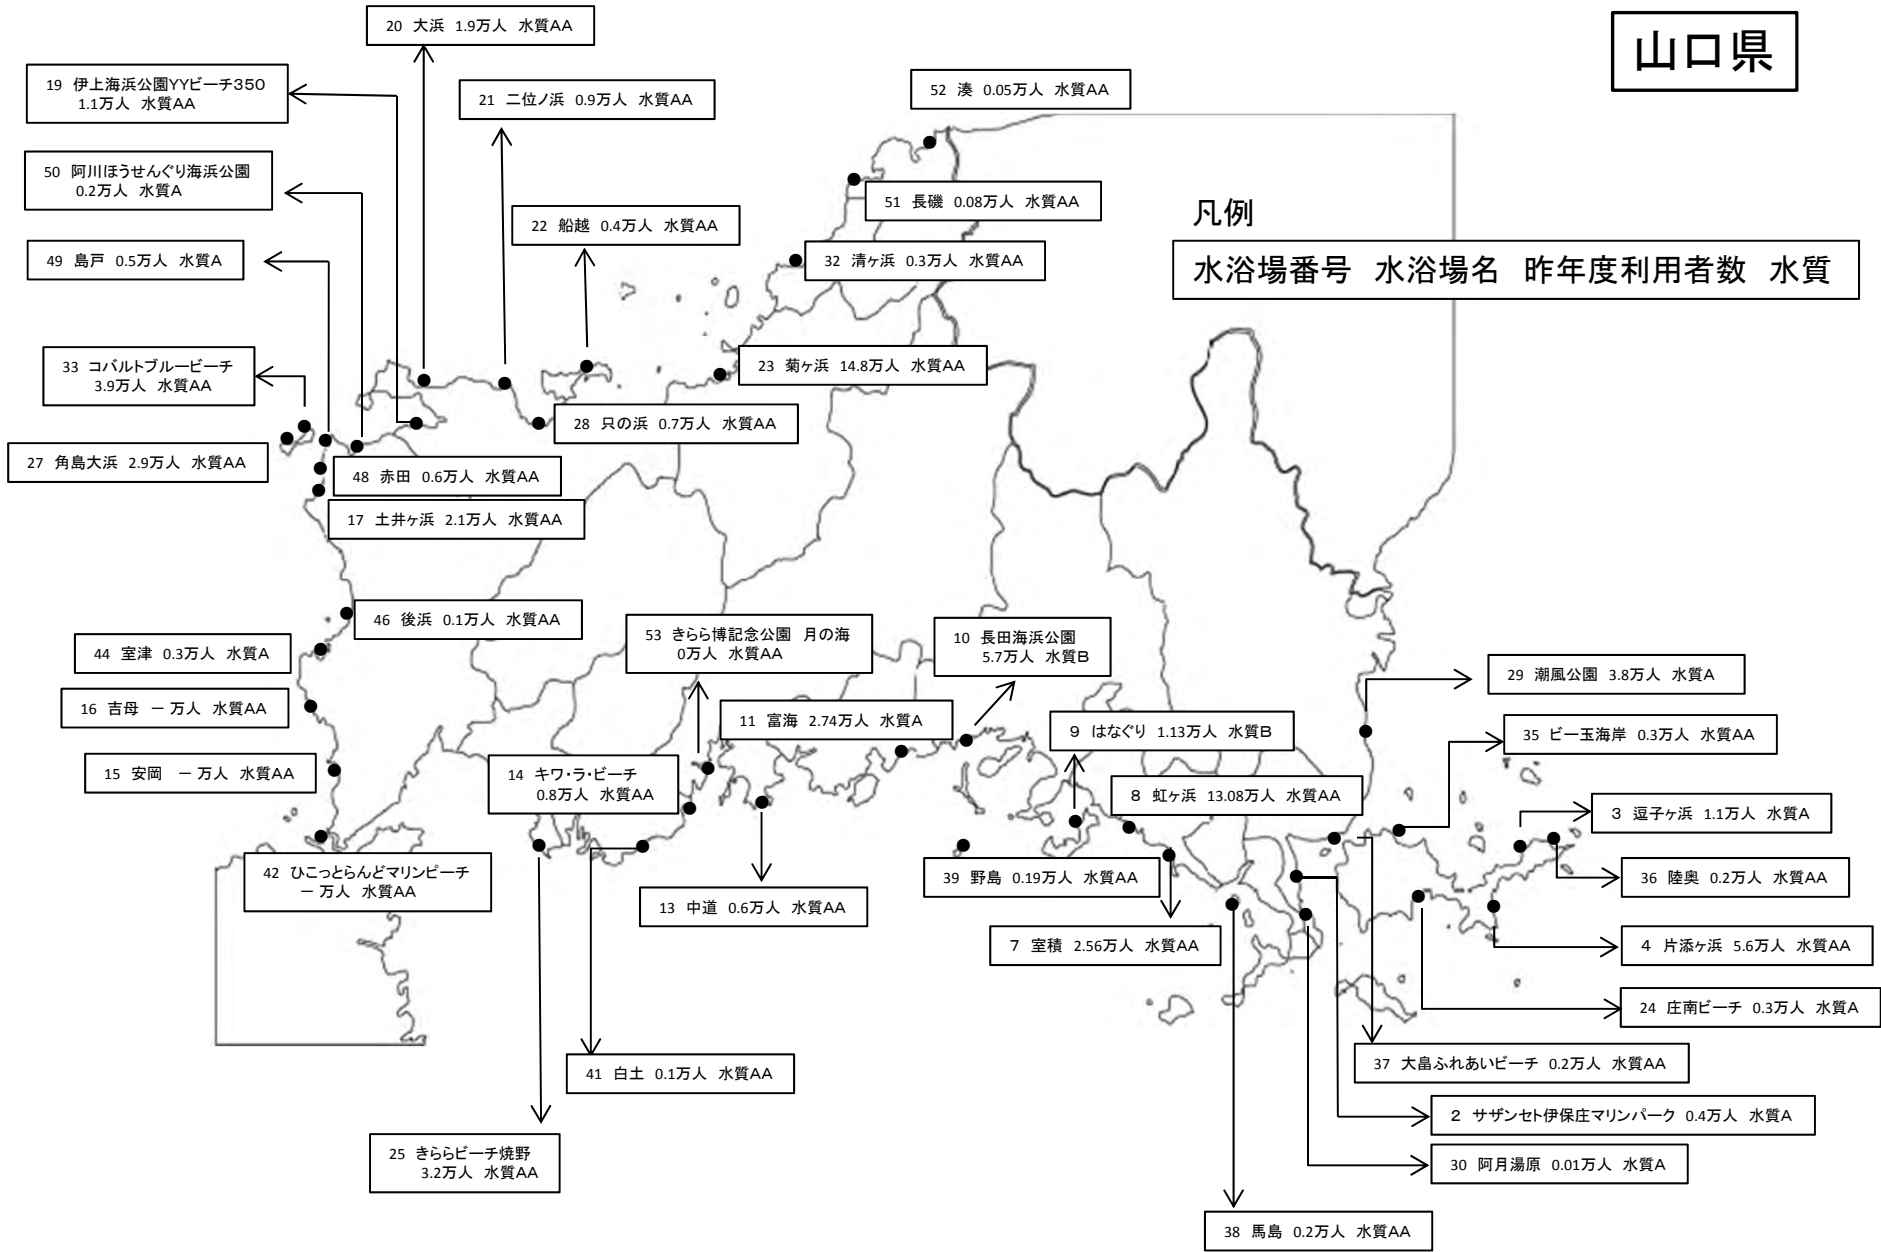 山口県
20 大浜 1.9万人 水質AA
19 伊上海浜公園YYビーチ350
1.1万人 水質AA
21 二位ノ浜 0.9万人 水質AA
52 湊 0.05万人 水質AA
50 阿川ほうせんぐり海浜公園
0.2万人 水質A
51 長磯 0.08万人 水質AA
凡例
22 船越 0.4万人 水質AA
49 島戸 0.5万人 水質A
32 清ヶ浜 0.3万人 水質AA
水浴場番号 水浴場名 昨年度利用者数 水質
33 コバルトブルービーチ
3.9万人 水質AA
23 菊ヶ浜 14.8万人 水質AA
28 只の浜 0.7万人 水質AA
27 角島大浜 2.9万人 水質AA
48 赤田 0.6万人 水質AA
17 土井ヶ浜 2.1万人 水質AA
46 後浜 0.1万人 水質AA
53 きらら博記念公園 月の海
0万人 水質AA
10 長田海浜公園
5.7万人 水質B
44 室津 0.3万人 水質A
29 潮風公園 3.8万人 水質A
16 吉母 － 万人 水質AA
11 富海 2.74万人 水質A
9 はなぐり 1.13万人 水質B
35 ビー玉海岸 0.3万人 水質AA
15 安岡 － 万人 水質AA
14 キワ・ラ・ビーチ
0.8万人 水質AA
8 虹ヶ浜 13.08万人 水質AA
3 逗子ヶ浜 1.1万人 水質A
42 ひこっとらんどマリンビーチ
－ 万人 水質AA
39 野島 0.19万人 水質AA
36 陸奥 0.2万人 水質AA
13 中道 0.6万人 水質AA
7 室積 2.56万人 水質AA
4 片添ヶ浜 5.6万人 水質AA
24 庄南ビーチ 0.3万人 水質A
41 白土 0.1万人 水質AA
37 大畠ふれあいビーチ 0.2万人 水質AA
2 サザンセト伊保庄マリンパーク 0.4万人 水質A
25 きららビーチ焼野
3.2万人 水質AA
30 阿月湯原 0.01万人 水質A
38 馬島 0.2万人 水質AA